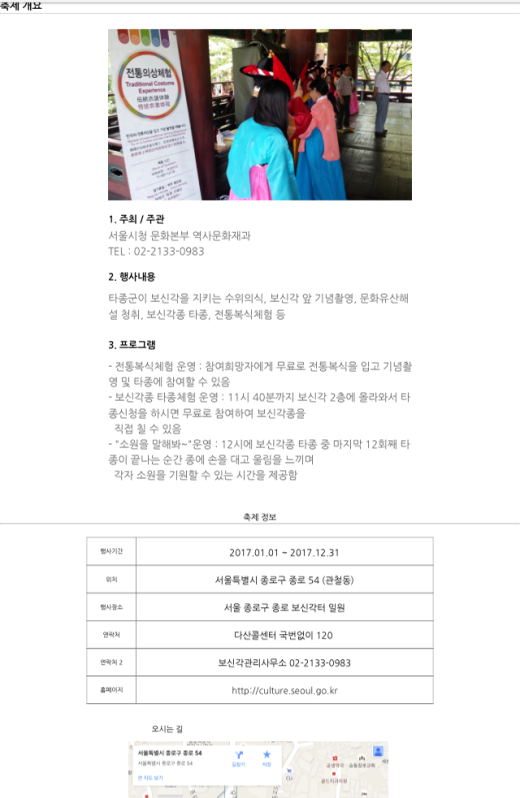 축제 개요
전통의상체험
Traditional Costume
Experience
1. 주최 / 주관
서울시청 문화본부 역사문화재과
TEL : 02-2133-0983
2. 행사내용
타종군이 보신각을 지키는 수위의식, 보신각 앞 기념촬영, 문화유산해
설 청취, 보신각종 타종, 전통복식체험 등
3. 프로그램
- 전통복식체험 운영 : 참여희망자에게 무료로 전통복식을 입고 기념촬
영 및 타종에 참여할 수 있음
- 보신각종 타종체험 운영 : 11시 40분까지 보신각 2층에 올라와서 타
종신청을 하시면 무료로 참여하여 보신각종을
직접 칠 수 있음
- "소원을 말해봐~"운영 : 12시에 보신각종 타종 중 마지막 12회째 타
종이 끝나는 순간 종에 손을 대고 울림을 느끼며
각자 소원을 기원할 수 있는 시간을 제공함
축제 정보
행사기간 2017.01.01 ~ 2017.12.31
위치 서울특별시 종로구 종로 54 (관철동)
행사장소 서울 종로구 종로 보신각터 일원
연락처 다산콜센터 국번없이 120
연락처 2 보신각관리사무소 02-2133-0983
홈페이지 http://culture.seoul.go.kr
오시는 길
서울특별시 종로구 종로 54
서울특별시 종로구 종로 54
길찾기 저장
큰 지도 보기
CU